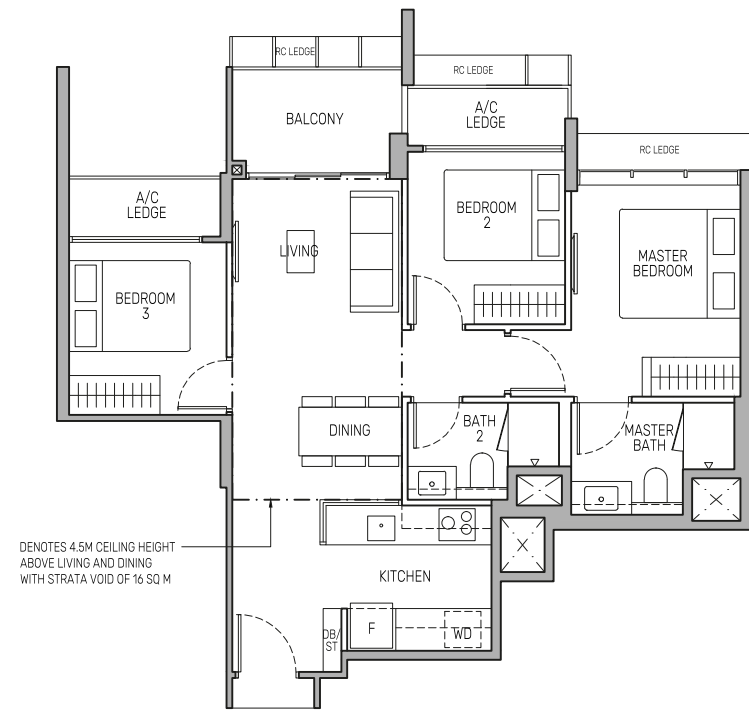 RC LEDGE
RC LEDGE
BALCONY
A/C
LEDGE
RC LEDGE
A/C
LEDGE
BEDROOM
2
LIVING
MASTER
BEDROOM
BEDROOM
3
DINING
BATH
2
MASTER
BATH
DENOTES 4.5M CEILING HEIGHT
ABOVE LIVING AND DINING
WITH STRATA VOID OF 16 SQ M
KITCHEN
F
WD
DB/
ST